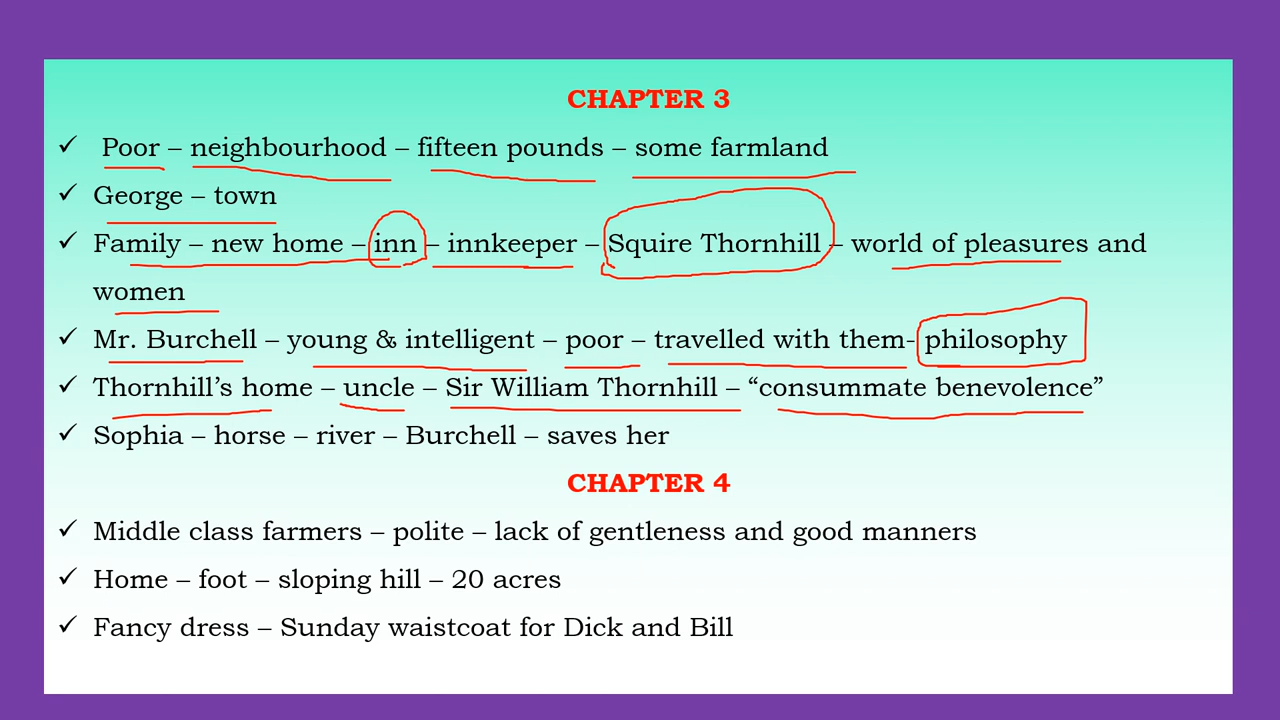 CHAPTER 3
✓ Poor – neighbourhood – fifteen pounds – some farmland
✓ George – town
✓ Family – new home – inn – innkeeper – Squire Thornhill – world of pleasures and
women
✓ Mr. Burchell – young & intelligent – poor – travelled with them- philosophy
✓ Thornhill’s home – uncle – Sir William Thornhill – “consummate benevolence”
✓ Sophia – horse – river – Burchell – saves her
CHAPTER 4
✓ Middle class farmers – polite – lack of gentleness and good manners
✓ Home – foot – sloping hill – 20 acres
✓ Fancy dress – Sunday waistcoat for Dick and Bill